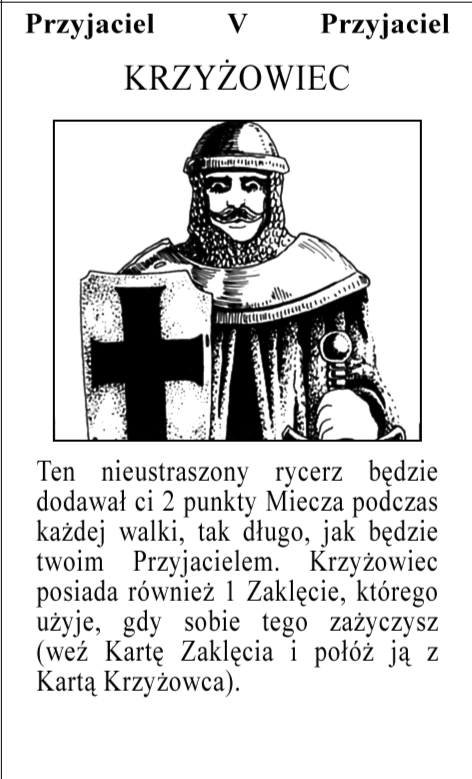 Przyjaciel V Przyjaciel
KRZYŻOWIEC
Ten nieustraszony rycerz będzie
dodawał ci 2 punkty Miecza podczas
każdej walki, tak długo, jak będzie
twoim Przyjacielem. Krzyżowiec
posiada również 1 Zaklęcie, którego
użyje, gdy sobie tego zażyczysz
(weź Kartę Zaklęcia i połóż ją z
Kartą Krzyżowca).